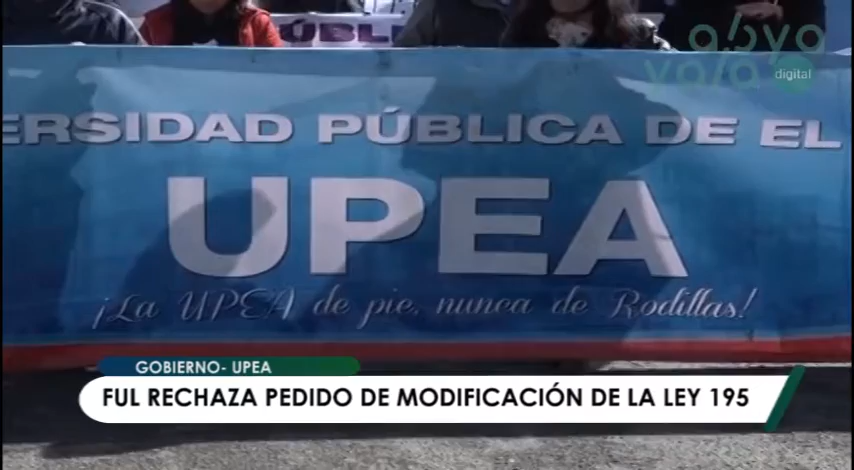 PÚBLI
abya
yala
digital
ERSIDAD PÚBLICA DE EL
UPEA
¡La UPEA de pie, nunca de Rodillas!
GOBIERNO- UPEA
FUL RECHAZA PEDIDO DE MODIFICACIÓN DE LA LEY 195